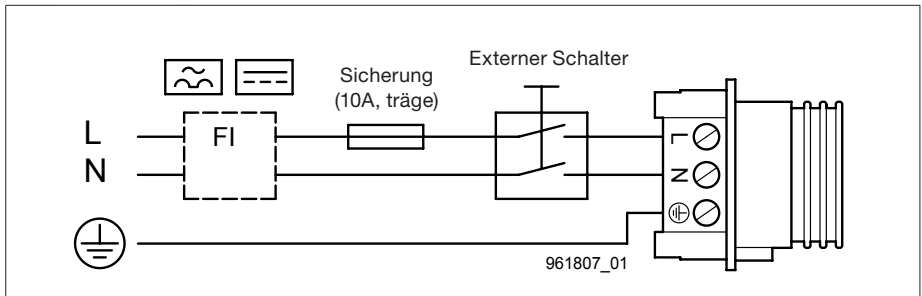 Externer Schalter
Sicherung
(10A, träge)
L
FI
L
N
N
961807_01